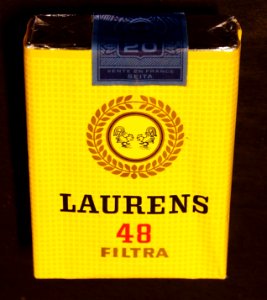 20
VENTE EN FRANCE
SEITA
LAURENS
48
FILTRA